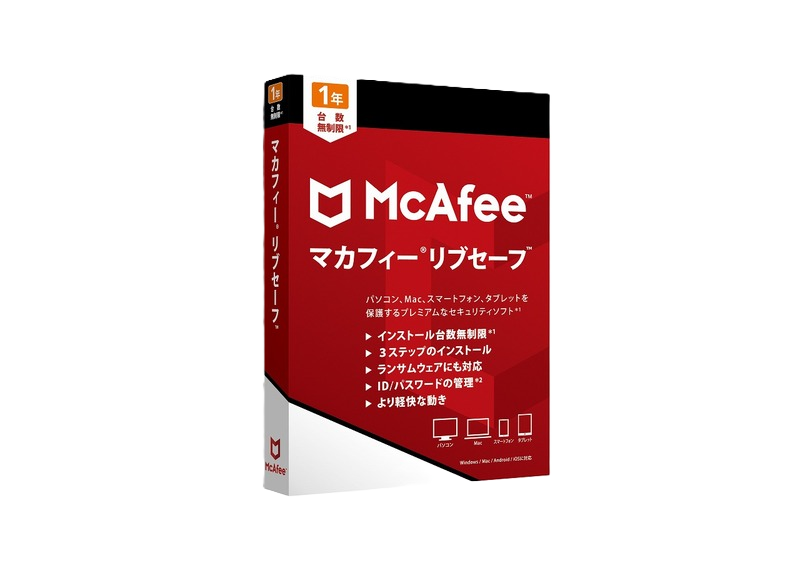 1年
台数
無制限*1
マカフィー®リブセーフ™
McAfee
1年
台数
無制限*1
McAfee™
マカフィー®リブセーフ™
パソコン、Mac、スマートフォン、タブレットを
保護するプレミアムなセキュリティソフト*1
▶ インストール台数無制限*1
▶ 3ステップのインストール
▶ ランサムウェアにも対応
▶ ID/パスワードの管理*2
▶ より軽快な動き
パソコン Mac スマートフォン タブレット
Windows / Mac / Android / iOSに対応